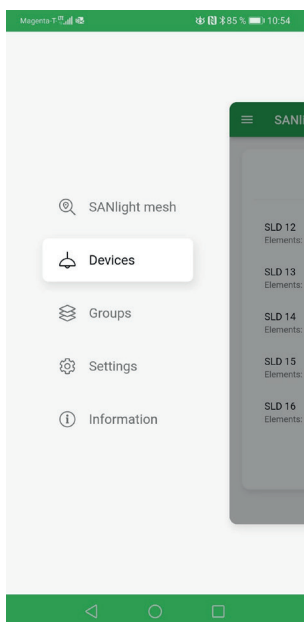 Magenta-T 85 % 10:54
SANli
SANlight mesh
SLD 12
Elements:
Devices
SLD 13
Elements:
Groups
SLD 14
Elements:
Settings
SLD 15
Elements:
Information
SLD 16
Elements: